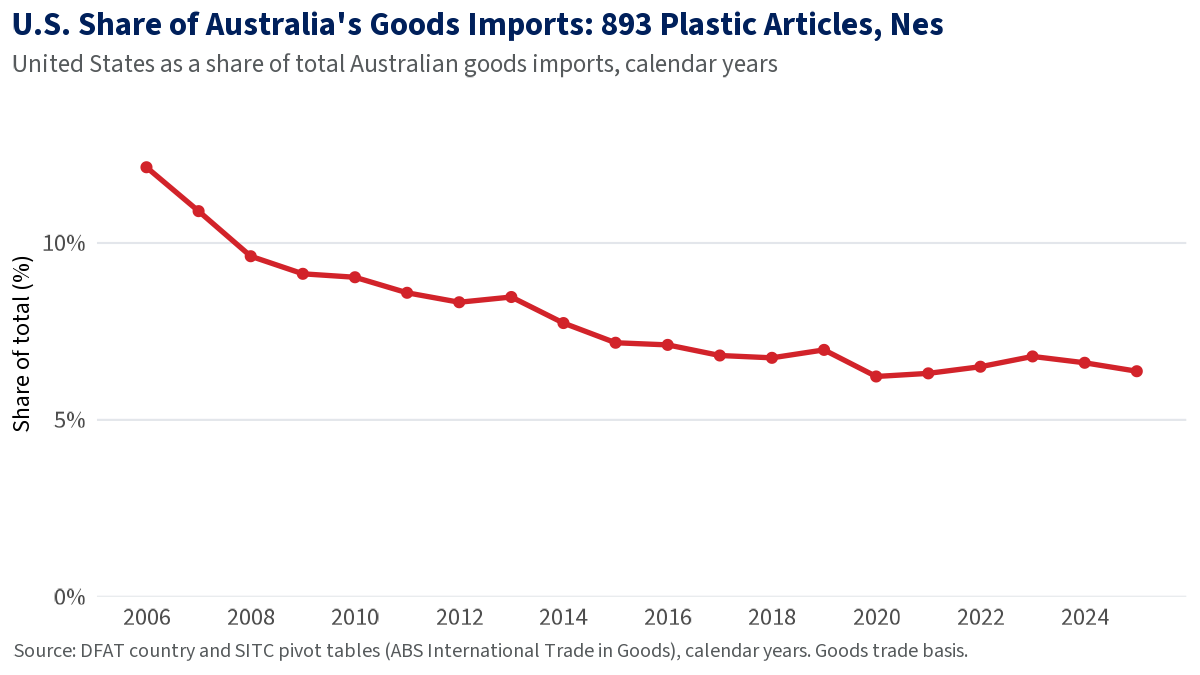 U.S. Share of Australia's Goods Imports: 893 Plastic Articles, Nes
United States as a share of total Australian goods imports, calendar years
Share of total (%)
10%
5%
0%
2006 2008 2010 2012 2014 2016 2018 2020 2022 2024
Source: DFAT country and SITC pivot tables (ABS International Trade in Goods), calendar years. Goods trade basis.